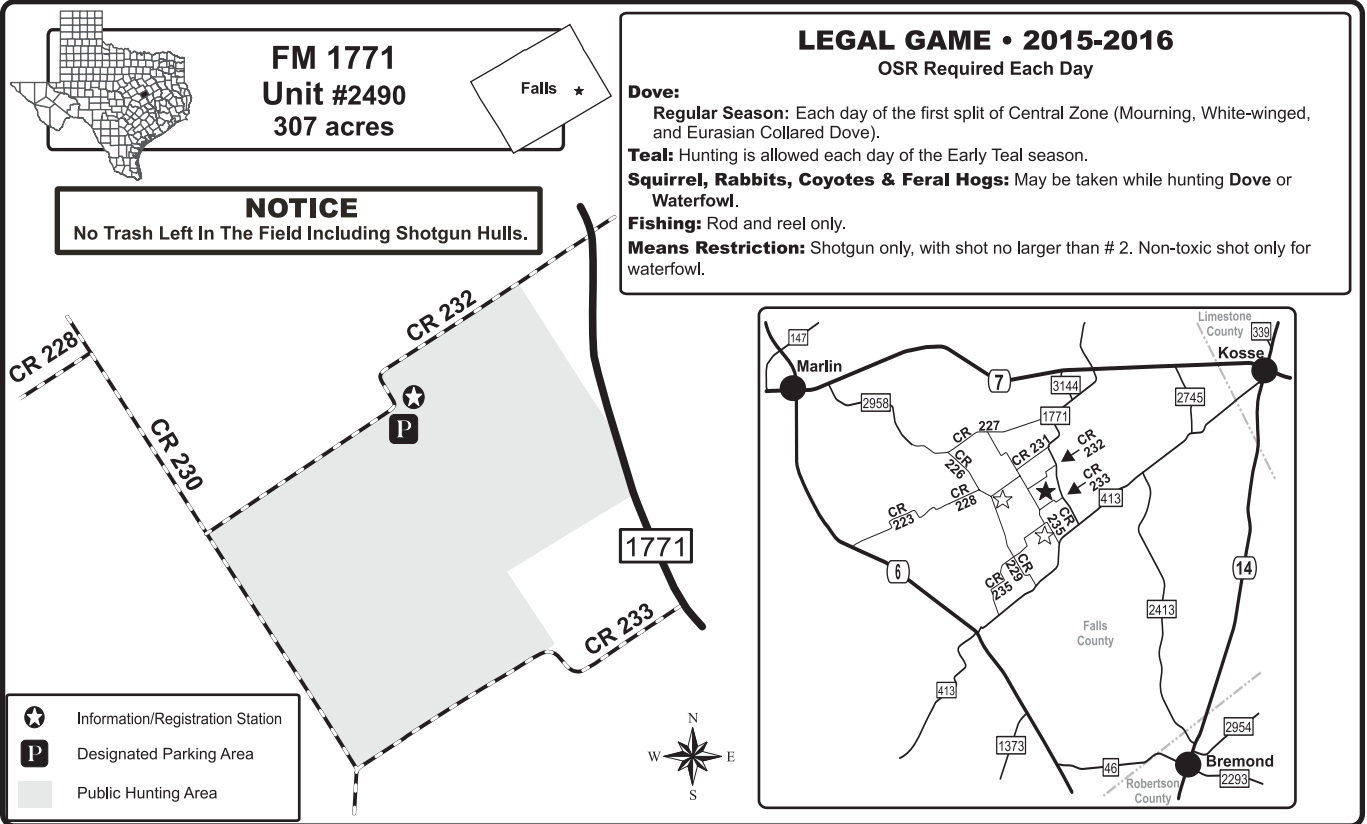 FM 1771
Unit #2490
307 acres
Falls
LEGAL GAME • 2015-2016
OSR Required Each Day
Dove:
Regular Season: Each day of the first split of Central Zone (Mourning, White-winged,
and Eurasian Collared Dove).
Teal: Hunting is allowed each day of the Early Teal season.
Squirrel, Rabbits, Coyotes & Feral Hogs: May be taken while hunting Dove or
Waterfowl.
Fishing: Rod and reel only.
Means Restriction: Shotgun only, with shot no larger than # 2. Non-toxic shot only for
waterfowl.
NOTICE
No Trash Left In The Field Including Shotgun Hulls.
CR 228
CR 230
CR 232
P
1771
CR 233
Information/Registration Station
P
Designated Parking Area
Public Hunting Area
N
W
E
S
Limestone
County
147
339
Marlin
Kosse
7
3144
2958
2745
1771
CR 227
CR 231
CR
232
CR
226
CR
233
CR
228
413
CR
223
CR
235
CR
229
CR
235
6
14
2413
Falls
County
413
1373
2954
46
Bremond
2293
Robertson
County